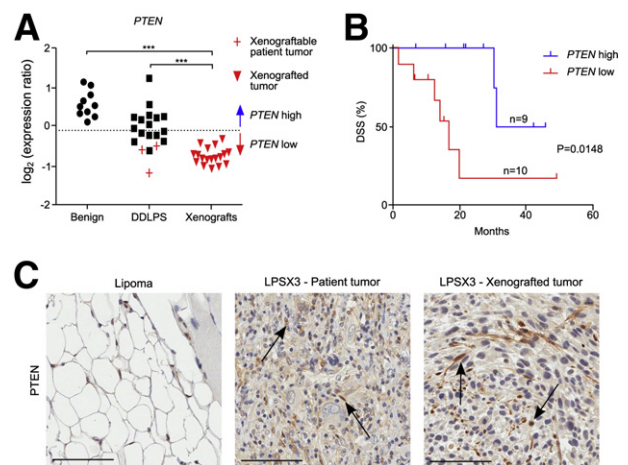 A
PTEN
log₂ (expression ratio)
2
1
0
-1
-2
***
***
Benign
DDLPS
Xenografts
+ Xenograftable
patient tumor
▼ Xenografted
tumor
PTEN high
PTEN low
B
DSS (%)
100
50
0
0
20
40
60
Months
PTEN high
PTEN low
n=9
n=10
P=0.0148
C
PTEN
Lipoma
LPSX3 - Patient tumor
LPSX3 - Xenografted tumor